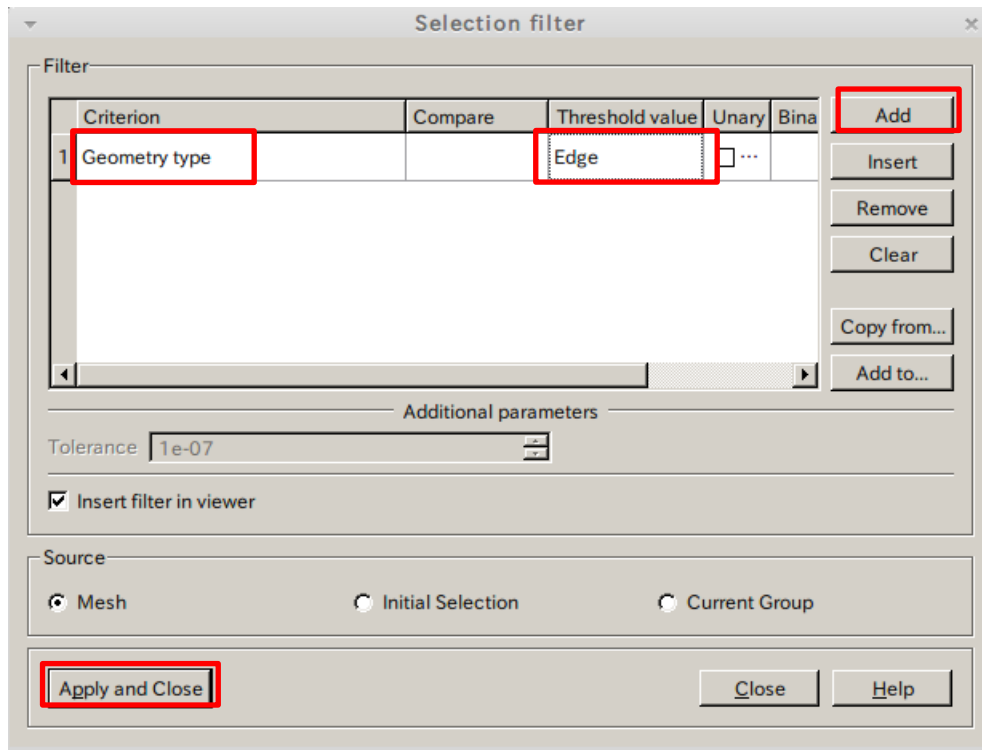 Selection filter
Filter
Criterion Compare Threshold value Unary Bina
Add
1 Geometry type Edge ...
Insert
Remove
Clear
Copy from...
Add to...
Additional parameters
Tolerance 1e-07
Insert filter in viewer
Source
Mesh Initial Selection Current Group
Apply and Close Close Help